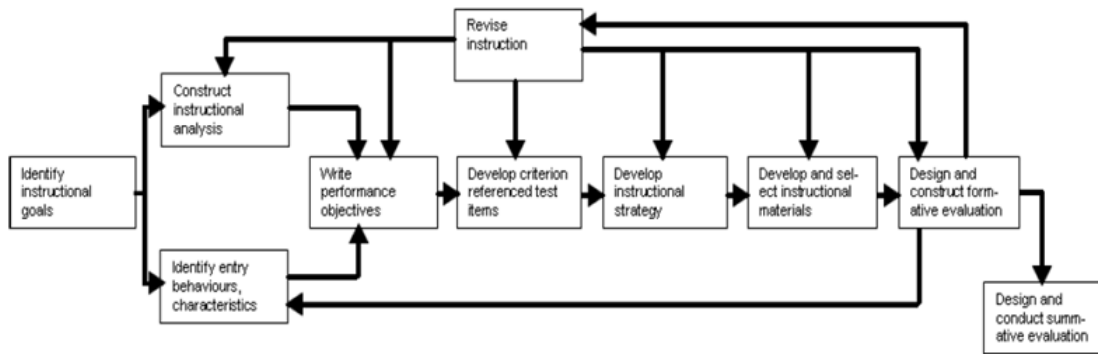 Revise
instruction
Construct
instructional
analysis
Identify
instructional
goals
Write
performance
objectives
Develop criterion
referenced test
items
Develop
instructional
strategy
Develop and sel-
ect instructional
materials
Design and
construct form-
ative evaluation
Identify entry
behaviours,
characteristics
Design and
conduct summ-
ative evaluation